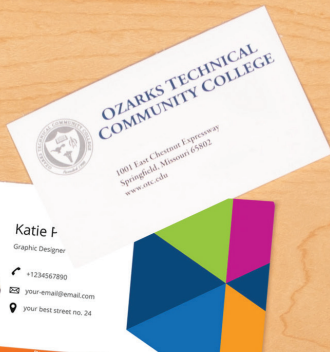 OZARKS TECHNICAL
COMMUNITY COLLEGE
1001 East Chestnut Expressway
Springfield, Missouri 65802
www.otc.edu
Katie
Graphic Designer
+1234567890
your-email@email.com
your best street no. 24